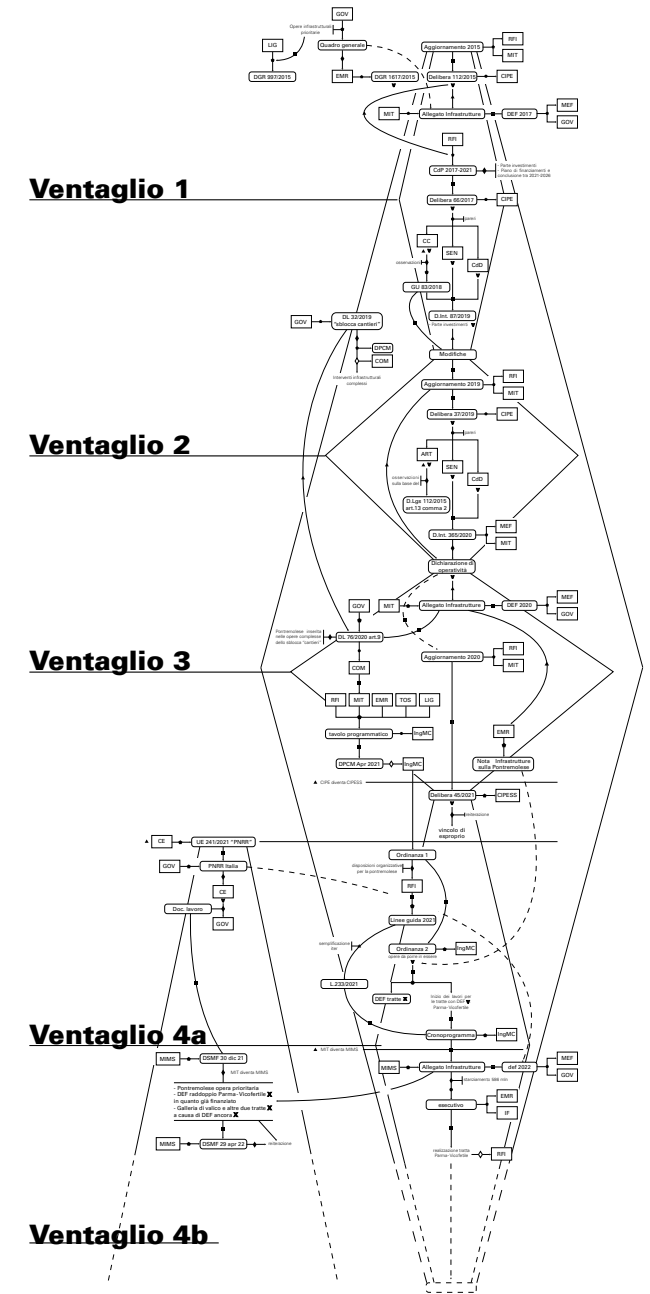 GOV
Opere infrastrutturali
prioritarie
LIG
Quadro generale
Aggiornamento 2015
RFI
MIT
DGR 997/2015
EMR
DGR 1617/2015
Delibera 112/2015
CIPE
MIT
Allegato Infrastrutture
DEF 2017
MEF
GOV
RFI
CdP 2017-2021
- Parte investimenti
- Piano di finanziamenti e
conclusione tra 2021-2026
Ventaglio 1
Delibera 66/2017
CIPE
pareri
CC
SEN
CdD
osservazioni
GU 83/2018
GOV
DL 32/2019
"sblocca cantieri"
D.Int. 87/2019
- Parte investimenti
DPCM
COM
Interventi infrastrutturali
complessi
Modifiche
Aggiornamento 2019
RFI
MIT
Delibera 37/2019
CIPE
pareri
Ventaglio 2
ART
SEN
CdD
osservazioni
sulla base del
D.Lgs 112/2015
art.13 comma 2
D.Int. 365/2020
MEF
MIT
Dichiarazione di
operatività
GOV
MIT
Allegato Infrastrutture
DEF 2020
MEF
GOV
Pontremolese inserita
nelle opere complesse
dello sblocca "cantieri"
DL 76/2020 art.9
Ventaglio 3
Aggiornamento 2020
RFI
MIT
COM
RFI
MIT
EMR
TOS
LIG
tavolo programmatico
IngMC
EMR
DPCM Apr 2021
IngMC
Nota Infrastrutture
sulla Pontremolese
CIPE diventa CIPESS
Delibera 45/2021
CIPESS
reiterazione
vincolo di
esproprio
CE
UE 241/2021 "PNRR"
Ordinanza 1
GOV
PNRR Italia
disposizioni organizzative
per la pontremolese
RFI
CE
Doc. lavoro
GOV
Linee guida 2021
semplificazione
iter
Ordinanza 2
IngMC
opere da porre in essere
L.233/2021
DEF tratte X
Inizio dei lavori per
le tratte con DEF
Parma-Vicofertile
Ventaglio 4a
Cronoprogramma
IngMC
MIT diventa MIMS
MIMS
DSMF 30 dic 21
MIMS
Allegato Infrastrutture
def 2022
MEF
GOV
MIT diventa MIMS
- Pontremolese opera prioritaria
- DEF raddoppio Parma-Vicofertile X
in quanto già finanziato
- Galleria di valico e altre due tratte X
a causa di DEF ancora X
executivo
EMR
IF
MIMS
DSMF 29 apr 22
reiterazione
realizzazione tratta
Parma-Vicofertile
RFI
Ventaglio 4b